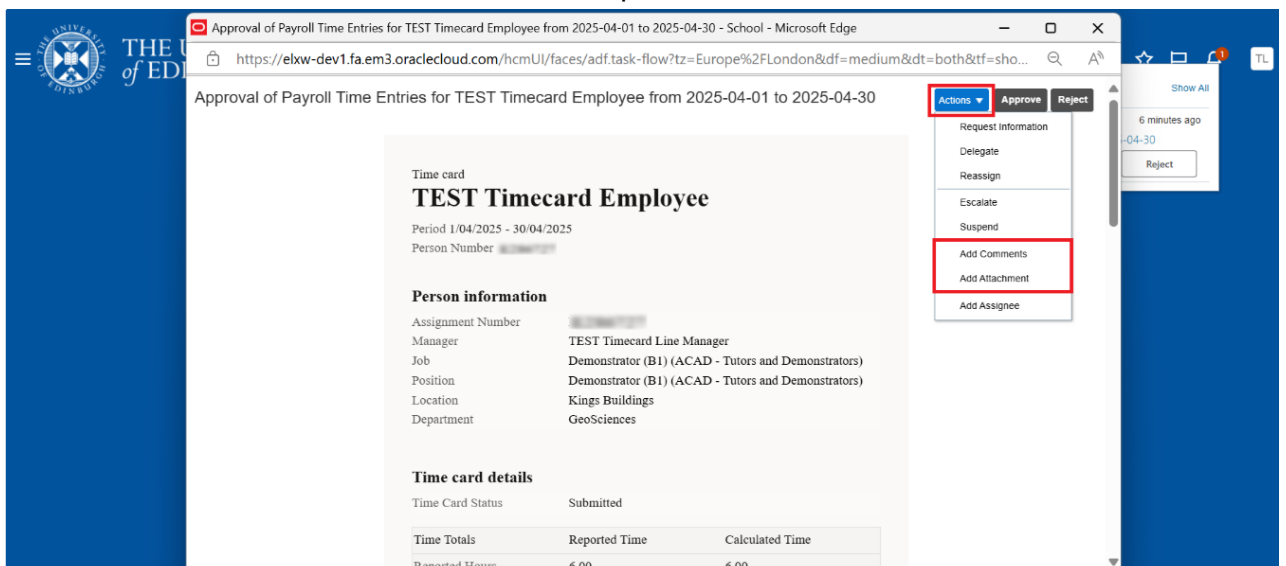 Approval of Payroll Time Entries for TEST Timecard Employee from 2025-04-01 to 2025-04-30 - School - Microsoft Edge
THE U
of EDI
https://elxw-dev1.fa.em3.oraclecloud.com/hcmUI/faces/adf.task-flow?tz=Europe%2FLondon&df=medium&dt=both&tf=sho...
1
TL
Approval of Payroll Time Entries for TEST Timecard Employee from 2025-04-01 to 2025-04-30
Actions Approve Reject
Show All
6 minutes ago
-04-30
Reject
Request Information
Delegate
Reassign
Escalate
Suspend
Add Comments
Add Attachment
Add Assignee
Time card
TEST Timecard Employee
Period 1/04/2025 - 30/04/2025
Person Number
Person information
Assignment Number
Manager TEST Timecard Line Manager
Job Demonstrator (B1) (ACAD - Tutors and Demonstrators)
Position Demonstrator (B1) (ACAD - Tutors and Demonstrators)
Location Kings Buildings
Department GeoSciences
Time card details
Time Card Status Submitted
Time Totals Reported Time Calculated Time
Reported Hours 6.00 6.00